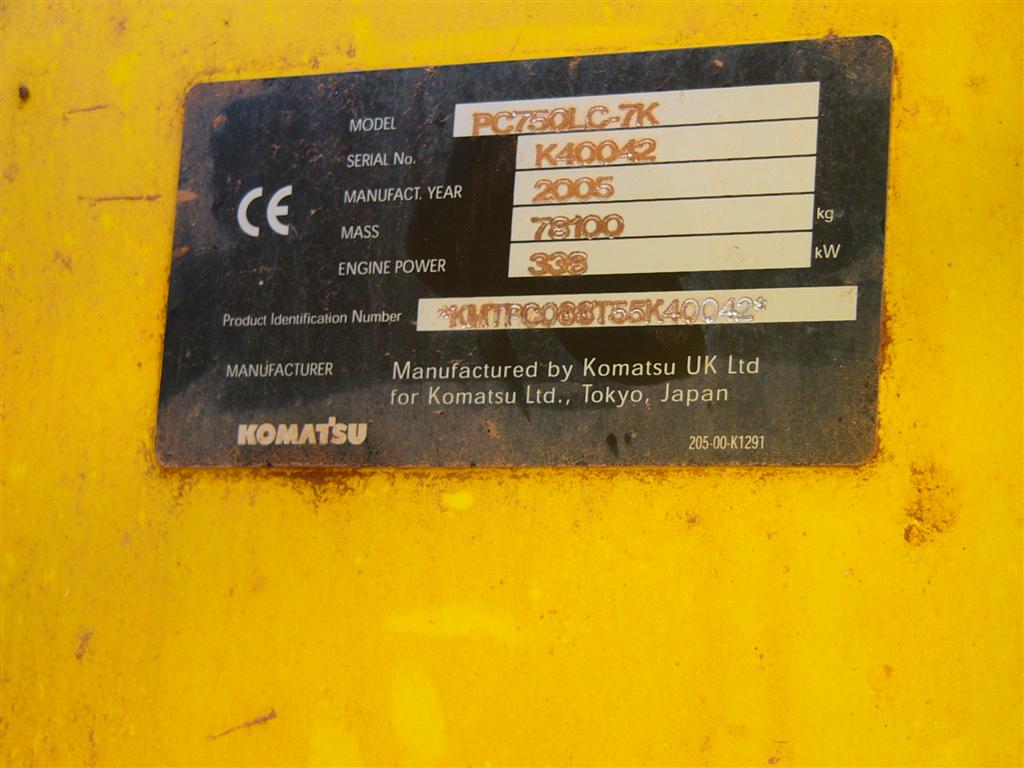 MODEL PC750LC-7K
SERIAL No. K40042
MANUFACT. YEAR 2005
CE
MASS 78100 kg
ENGINE POWER 338 kW
Product Identification Number *KMTPC088T55K40042*
MANUFACTURER Manufactured by Komatsu UK Ltd
for Komatsu Ltd., Tokyo, Japan
KOMATSU 205-00-K1291